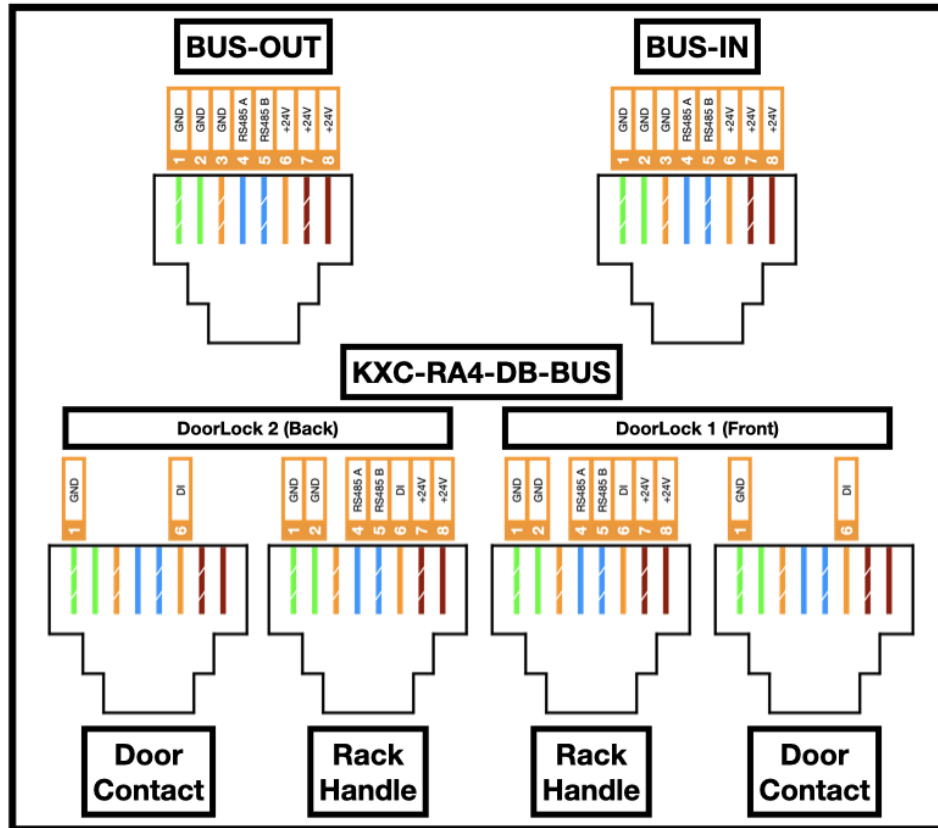 BUS-OUT
BUS-IN
GND GND GND RS485 A RS485 B +24V +24V +24V
1 2 3 4 5 6 7 8
GND GND GND RS485 A RS485 B +24V +24V +24V
1 2 3 4 5 6 7 8
KXC-RA4-DB-BUS
DoorLock 2 (Back)
DoorLock 1 (Front)
GND DI
1 6
GND GND RS485 A RS485 B DI +24V +24V
1 2 4 5 6 7 8
GND GND RS485 A RS485 B DI +24V +24V
1 2 4 5 6 7 8
GND DI
1 6
Door
Contact
Rack
Handle
Rack
Handle
Door
Contact